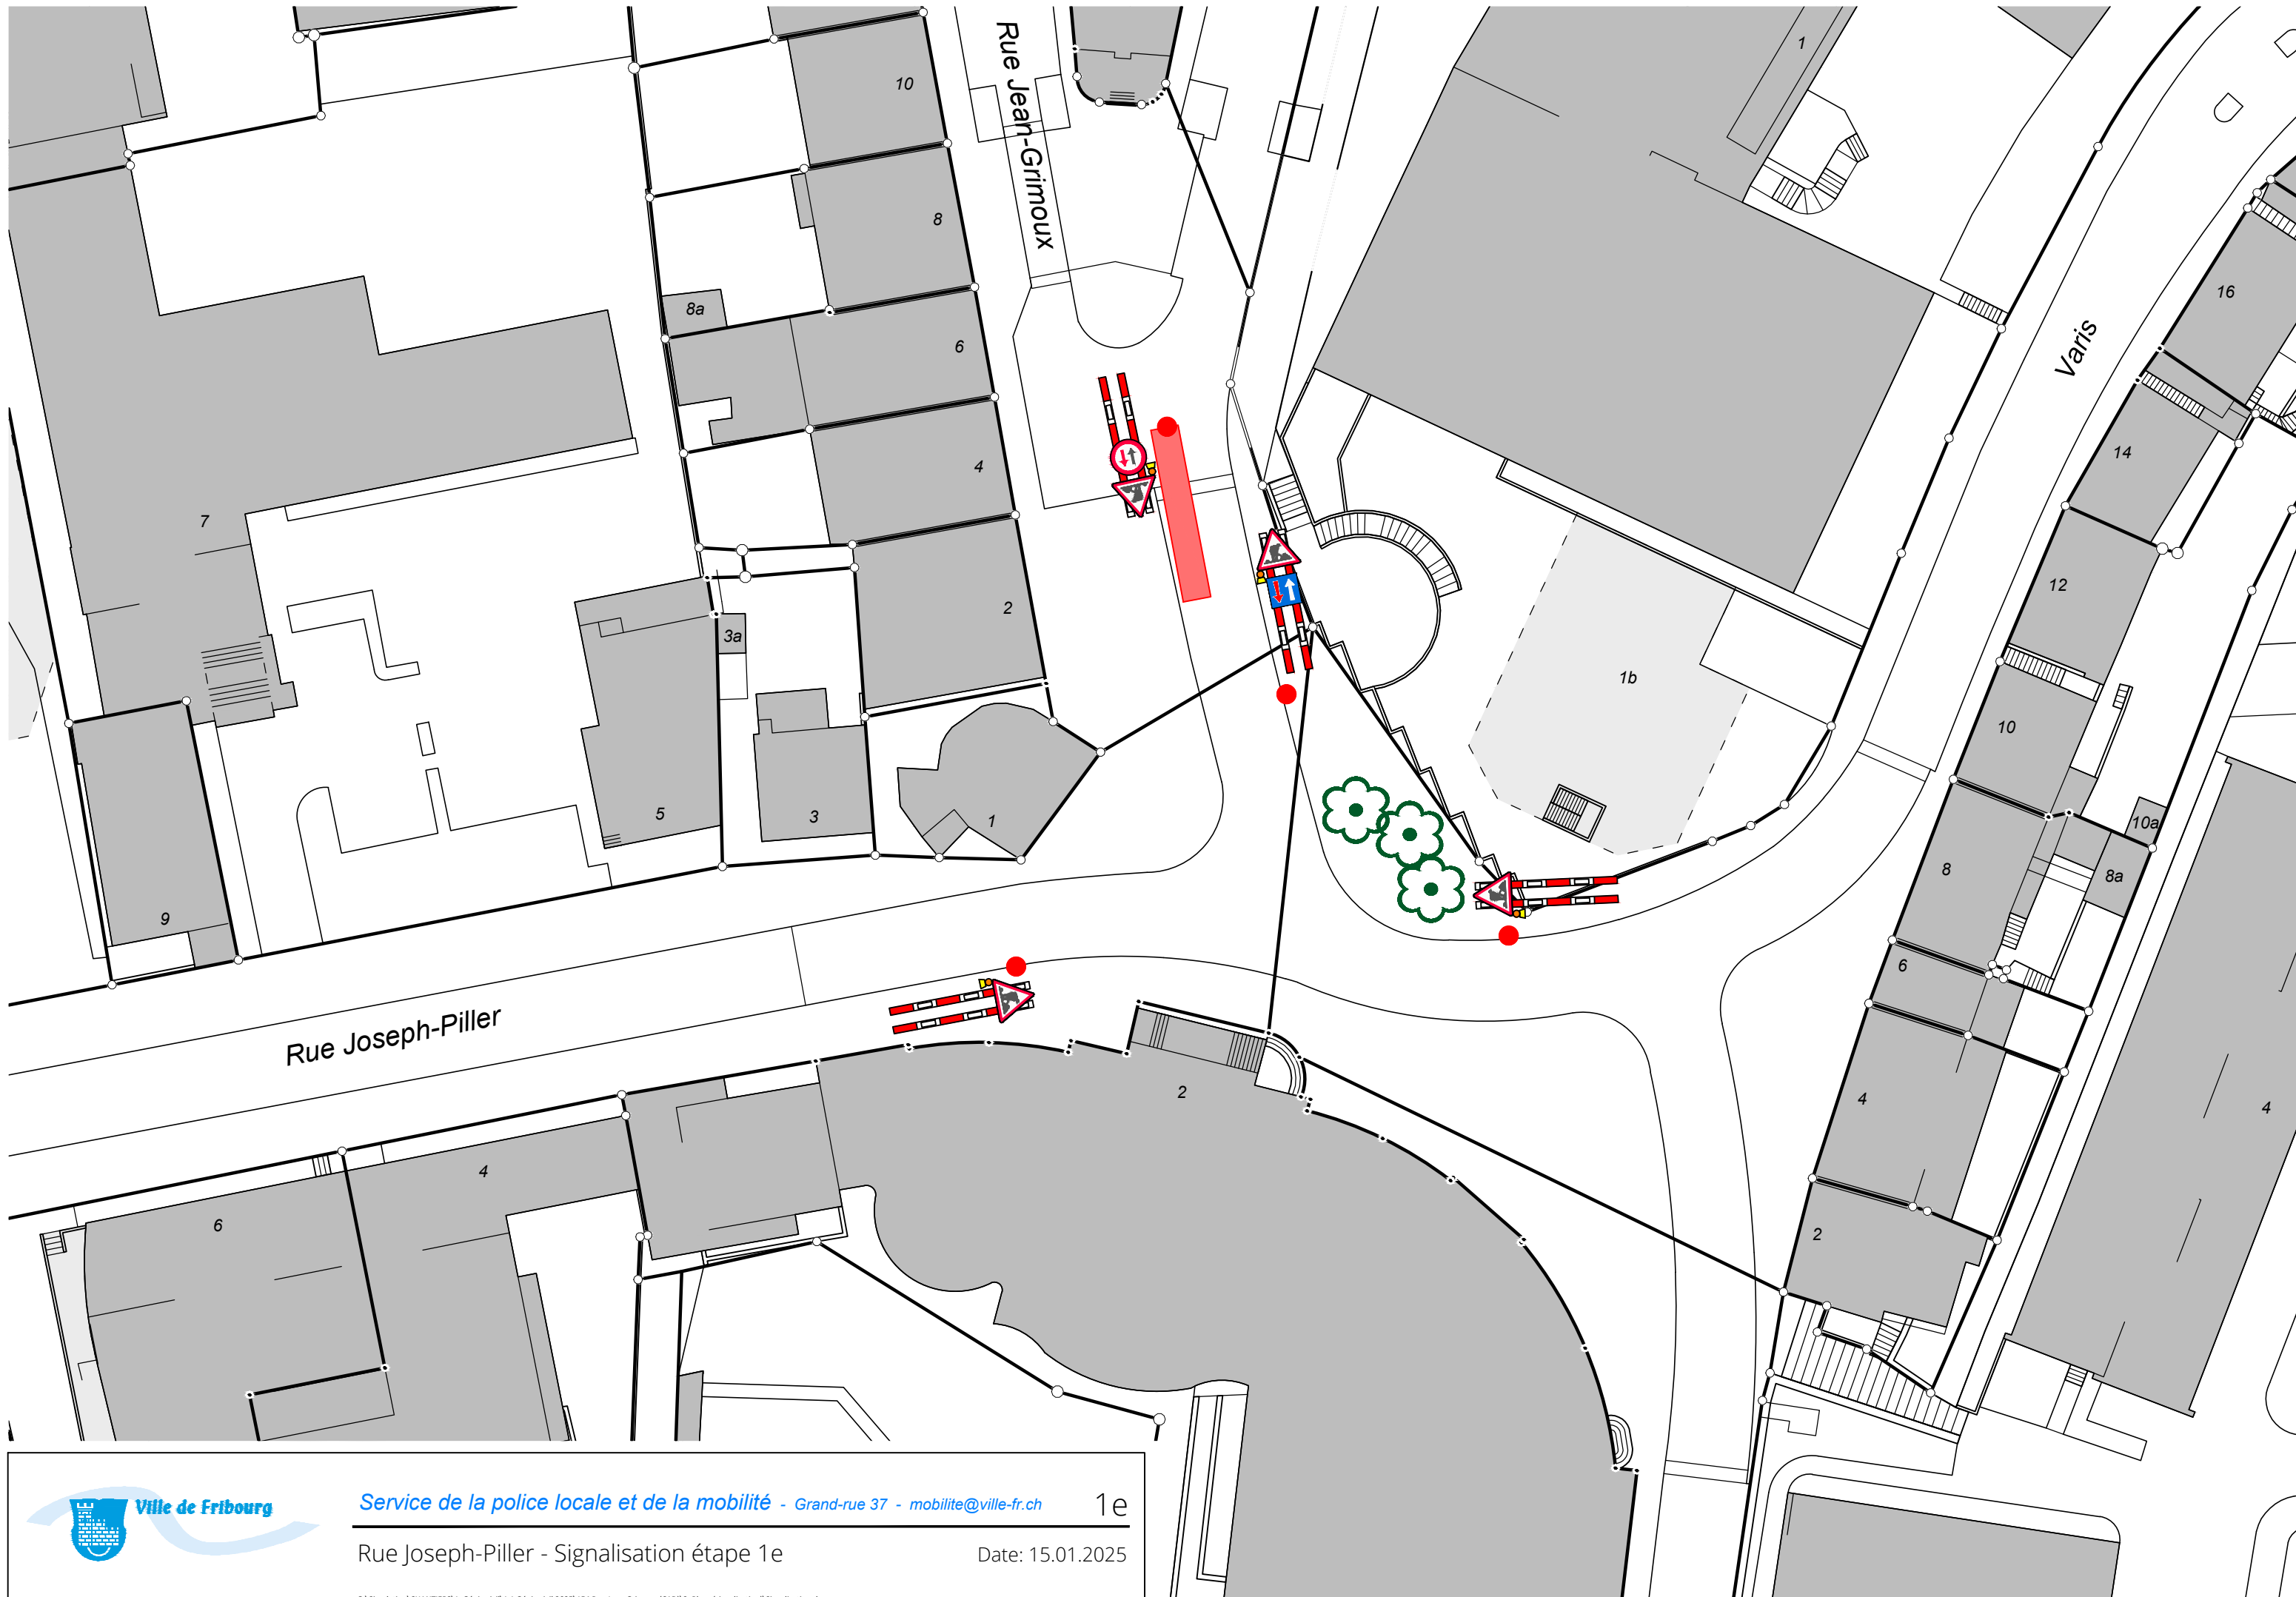 Rue Jean-Grimoux
1
10
8
8a
6
4
2
7
3a
5
3
1
9
Rue Joseph-Piller
Varis
16
14
12
10
10a
8
8a
6
4
2
4
1b
2
4
6
Ville de Fribourg
Service de la police locale et de la mobilité - Grand-rue 37 - mobilite@ville-fr.ch
1e
Rue Joseph-Piller - Signalisation étape 1e
Date: 15.01.2025